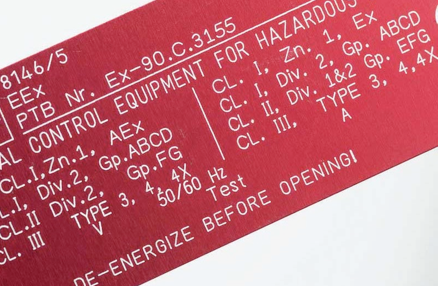 8146/5
EEx
PTB Nr. Ex-90.C.3155
AL CONTROL EQUIPMENT FOR HAZARDOUS
CL.I,Zn.1, AEx
L.I, Div.2, Gp.ABCD
CL.II Div.2, Gp.FG
CL. III TYPE 3, 4, 4X
V 50/60 Hz
Test
CL. I, Zn. 1, Ex
CL. I, Div. 2, Gp. ABCD
CL. II, Div. 1&2 Gp. EFG
CL. III, TYPE 3, 4,4X
A
DE-ENERGIZE BEFORE OPENING!